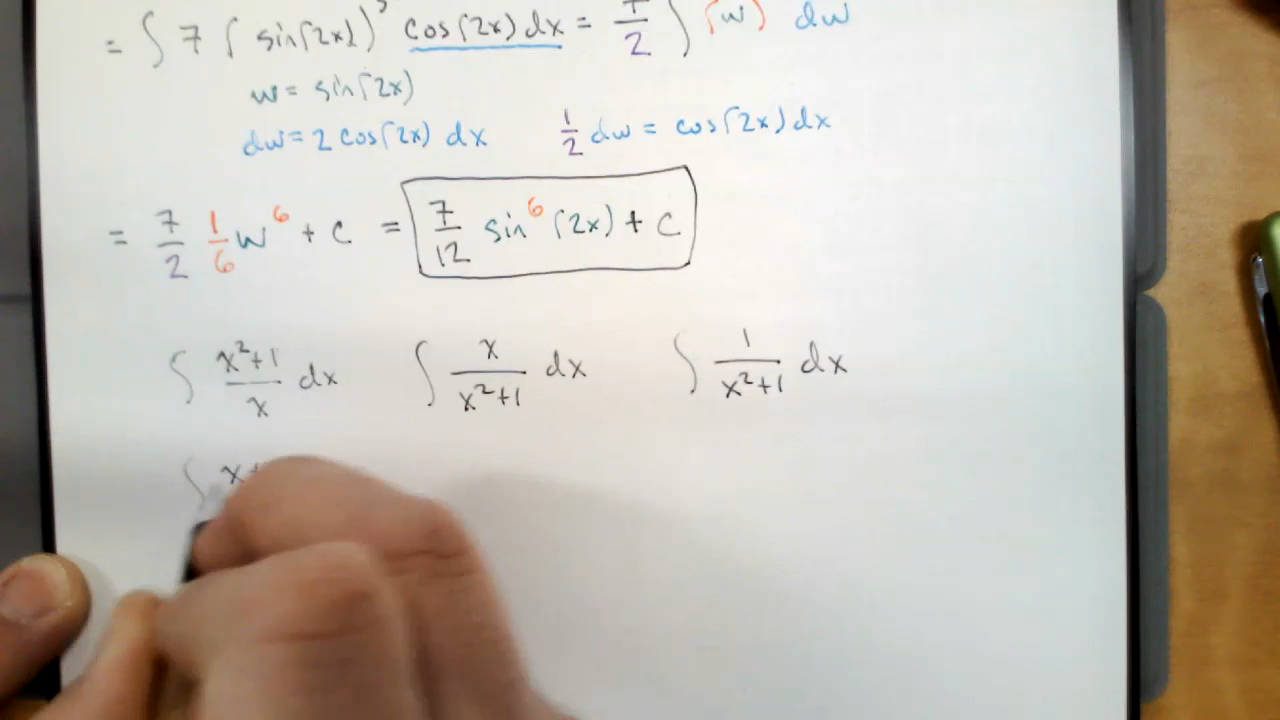 = ∫ 7 (sin(2x))⁵ cos(2x) dx = 7/2 ∫ (w) dw
w = sin(2x)
dw = 2 cos(2x) dx 1/2 dw = cos(2x) dx
= 7/2 1/6 w⁶ + C = 7/12 sin⁶(2x) + C
∫ x²+1/x dx ∫ x/x²+1 dx ∫ 1/x²+1 dx
∫ x+